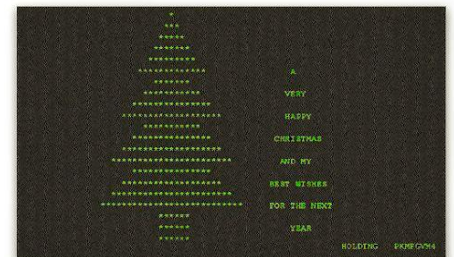 A
VERY
HAPPY
CHRISTMAS
AND MY
BEST WISHES
FOR THE NEXT
YEAR
HOLDING